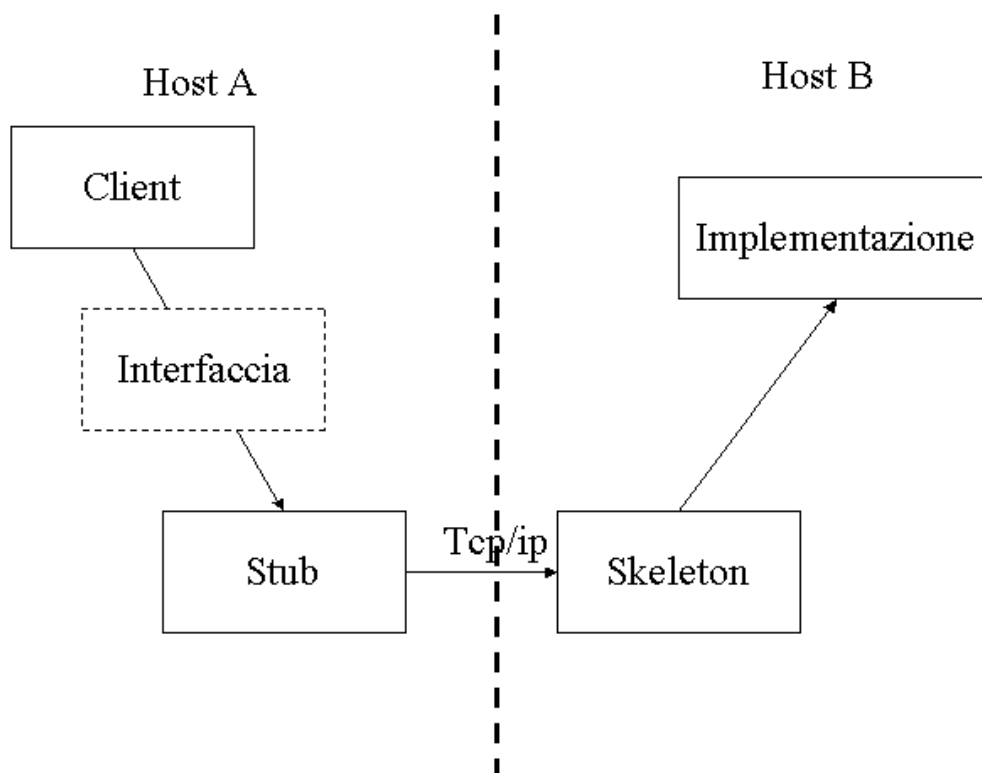 Host A
Host B
Client
Implementazione
Interfaccia
Tcp/ip
Stub
Skeleton